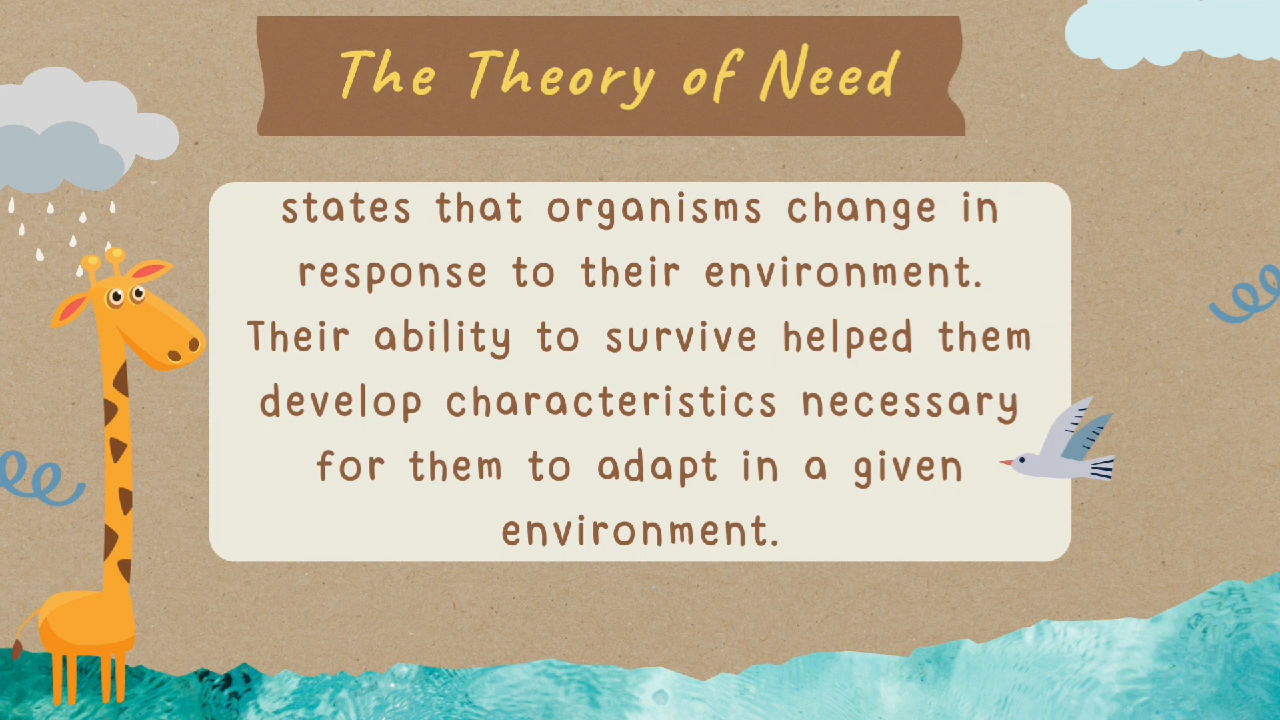 The Theory of Need
states that organisms change in
response to their environment.
Their ability to survive helped them
develop characteristics necessary
for them to adapt in a given
environment.